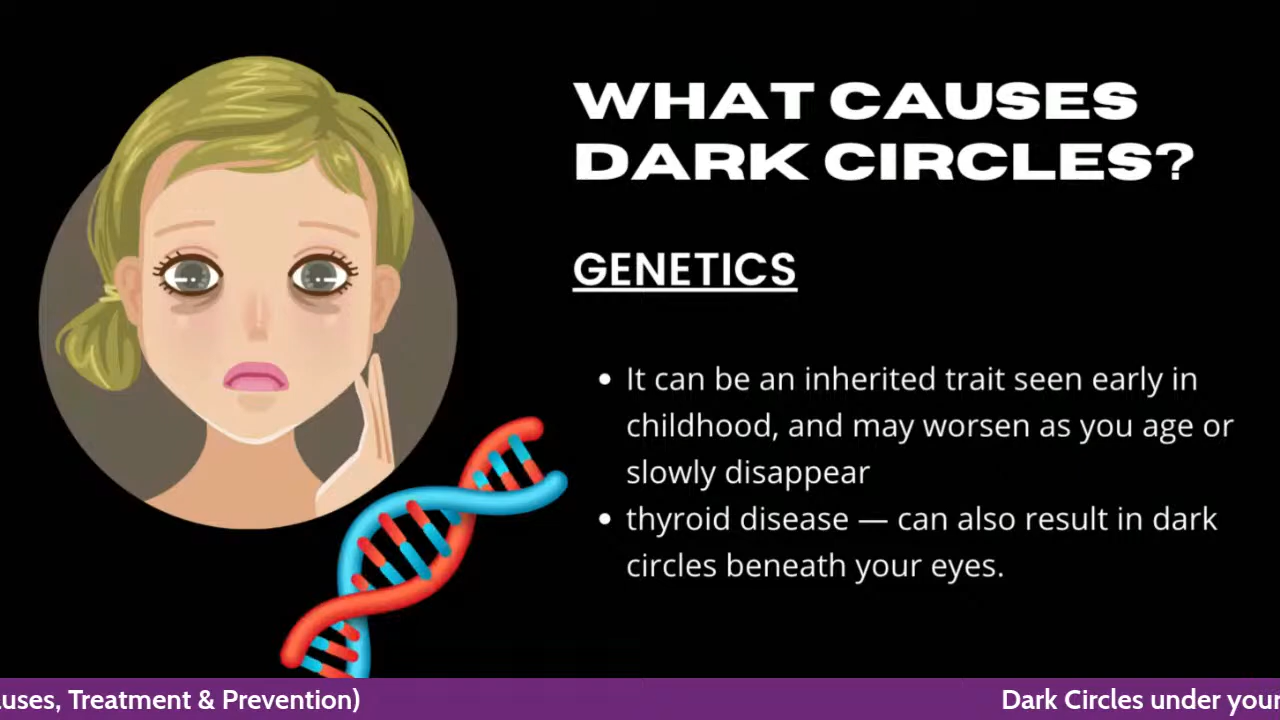 WHAT CAUSES
DARK CIRCLES?
GENETICS
• It can be an inherited trait seen early in
childhood, and may worsen as you age or
slowly disappear
• thyroid disease — can also result in dark
circles beneath your eyes.
Treatment & Prevention)
Dark Circles under your